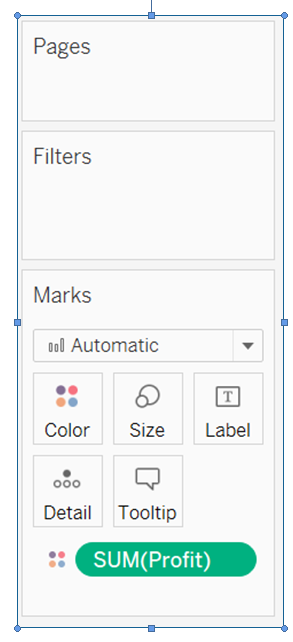 Pages
Filters
Marks
Automatic
Color Size Label
Detail Tooltip
SUM(Profit)